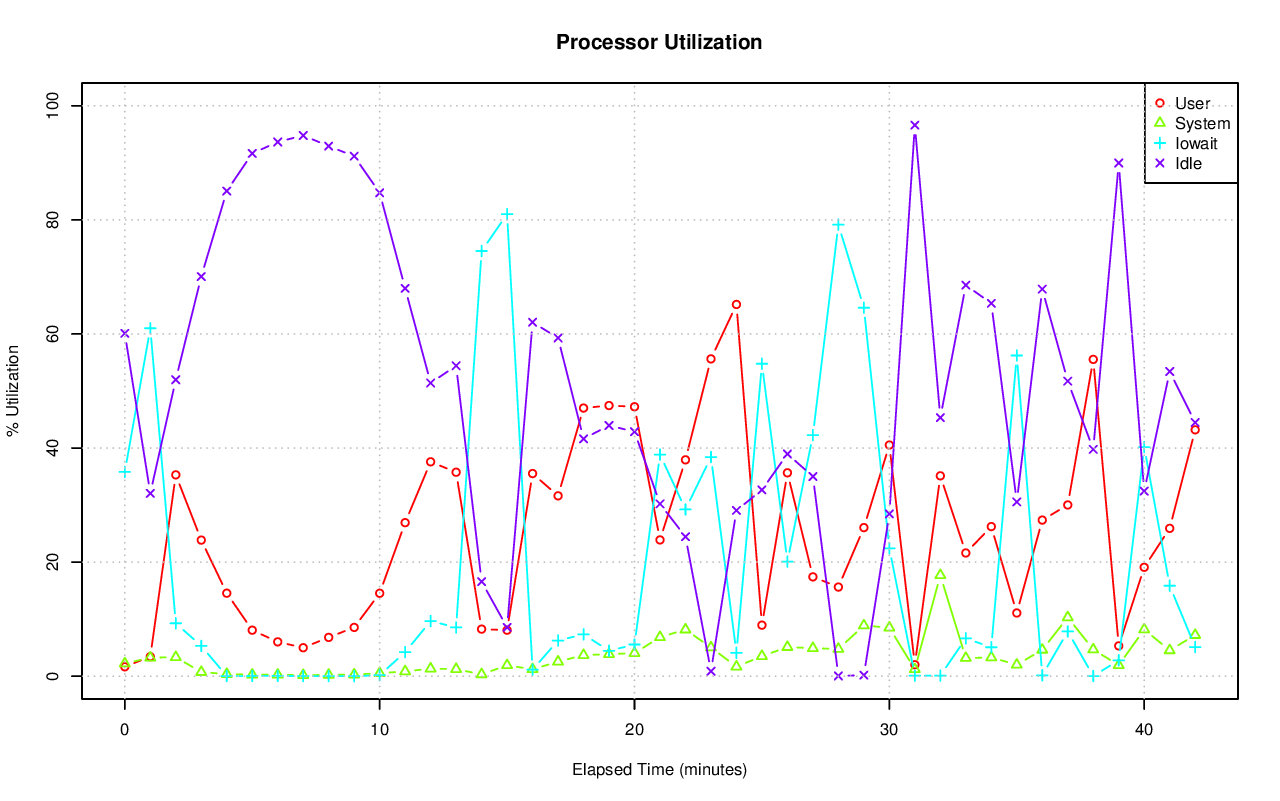 Processor Utilization
% Utilization
100
80
60
40
20
0
User
System
Iowait
Idle
0 10 20 30 40
Elapsed Time (minutes)